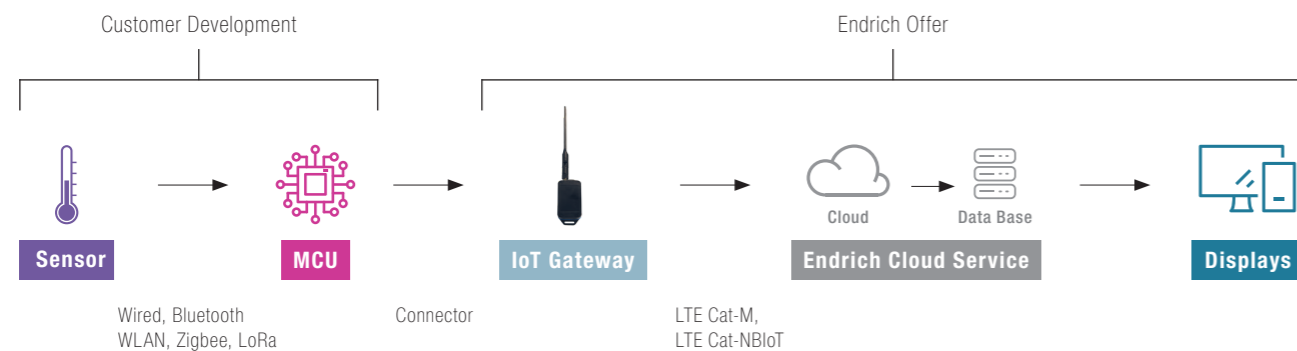 Customer Development
Endrich Offer
Cloud
Data Base
Sensor
MCU
IoT Gateway
Endrich Cloud Service
Displays
Wired, Bluetooth
WLAN, Zigbee, LoRa
Connector
LTE Cat-M,
LTE Cat-NBIoT